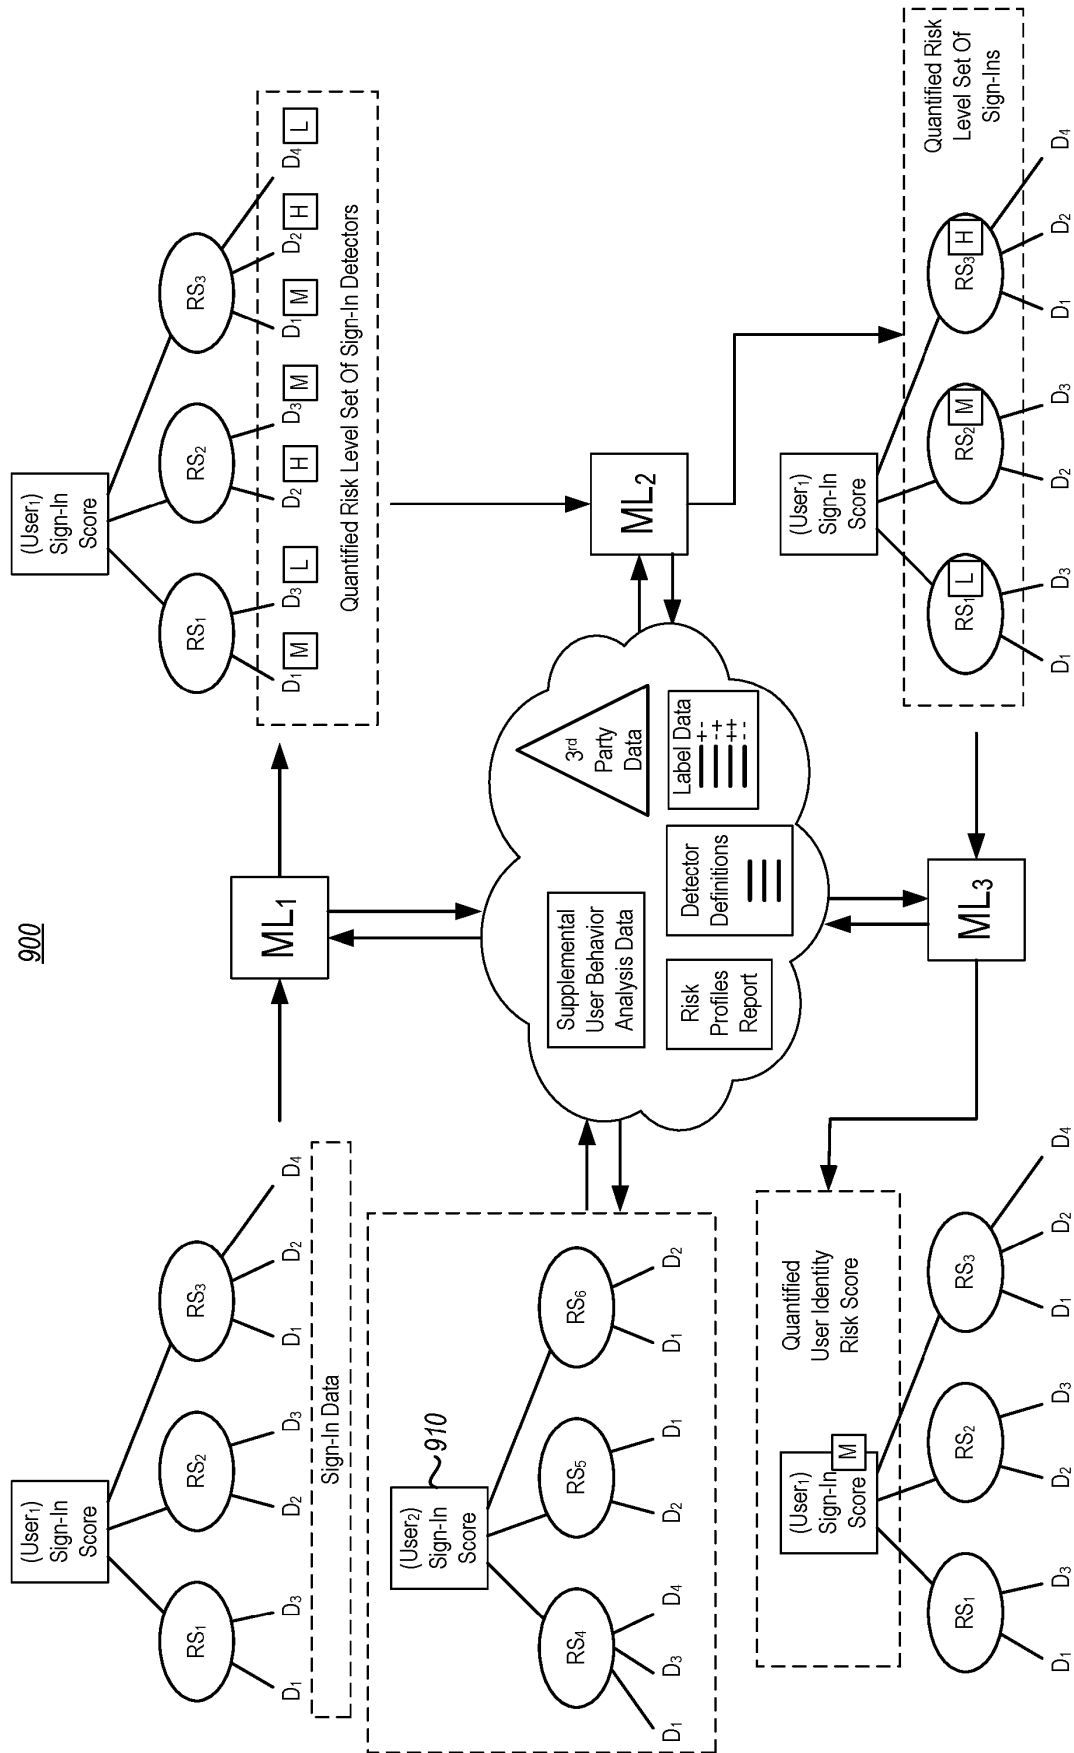 900
(User1)
Sign-In
Score
RS1
RS2
RS3
D1
D3
D2
D3
D1
D2
D4
Sign-In Data
ML1
(User1)
Sign-In
Score
RS1
RS2
RS3
D1 M
D3 L
D2 H
D3 M
D1 M
D2 H
D4 L
Quantified Risk Level Set Of Sign-In Detectors
(User2)
Sign-In
Score
910
RS4
RS5
RS6
D1
D3
D4
D2
D1
D1
D2
Supplemental
User Behavior
Analysis Data
3rd
Party
Data
Risk
Profiles
Report
Detector
Definitions
Label Data
+-
-+
++
--
ML2
Quantified
User Identity
Risk Score
(User1)
Sign-In
Score
M
RS1
RS2
RS3
D1
D3
D2
D3
D1
D2
D4
ML3
(User1)
Sign-In
Score
Quantified Risk
Level Set Of
Sign-Ins
RS1 L
RS2 M
RS3 H
D1
D3
D2
D3
D1
D2
D4